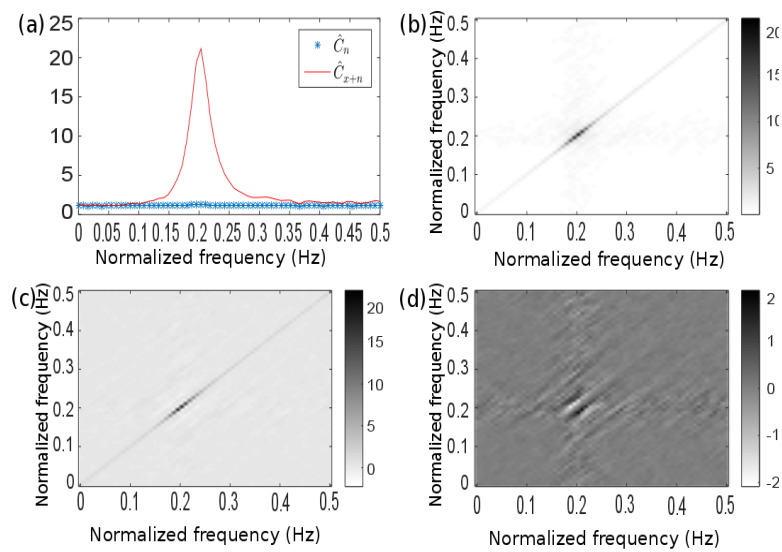 (a)
25
20
15
10
5
0
Ĉn
Ĉx+n
0 0.05 0.1 0.15 0.2 0.25 0.3 0.35 0.4 0.45 0.5
Normalized frequency (Hz)
(b)
Normalized frequency (Hz)
0.5
0.4
0.3
0.2
0.1
0
0 0.1 0.2 0.3 0.4 0.5
Normalized frequency (Hz)
20
15
10
5
(c)
Normalized frequency (Hz)
0.5
0.4
0.3
0.2
0.1
0
0 0.1 0.2 0.3 0.4 0.5
Normalized frequency (Hz)
20
15
10
5
0
(d)
Normalized frequency (Hz)
0.5
0.4
0.3
0.2
0.1
0
0 0.1 0.2 0.3 0.4 0.5
Normalized frequency (Hz)
2
1
0
-1
-2